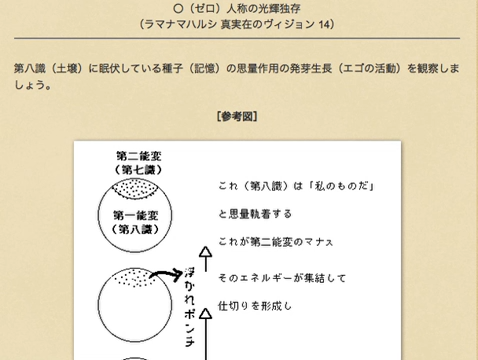 〇（ゼロ）人称の光輝独存
（ラマナマハルシ 真実在のヴィジョン 14）
第八識（土壌）に眠伏している種子（記憶）の思量作用の発芽生長（エゴの活動）を観察しま
しょう。
［参考図］
第二能変
（第七識）
第一能変
（第八識）
これ（第八識）は「私のものだ」
と思量執着する
これが第二能変のマナス
浮かれポンチ
そのエネルギーが集結して
仕切りを形成し